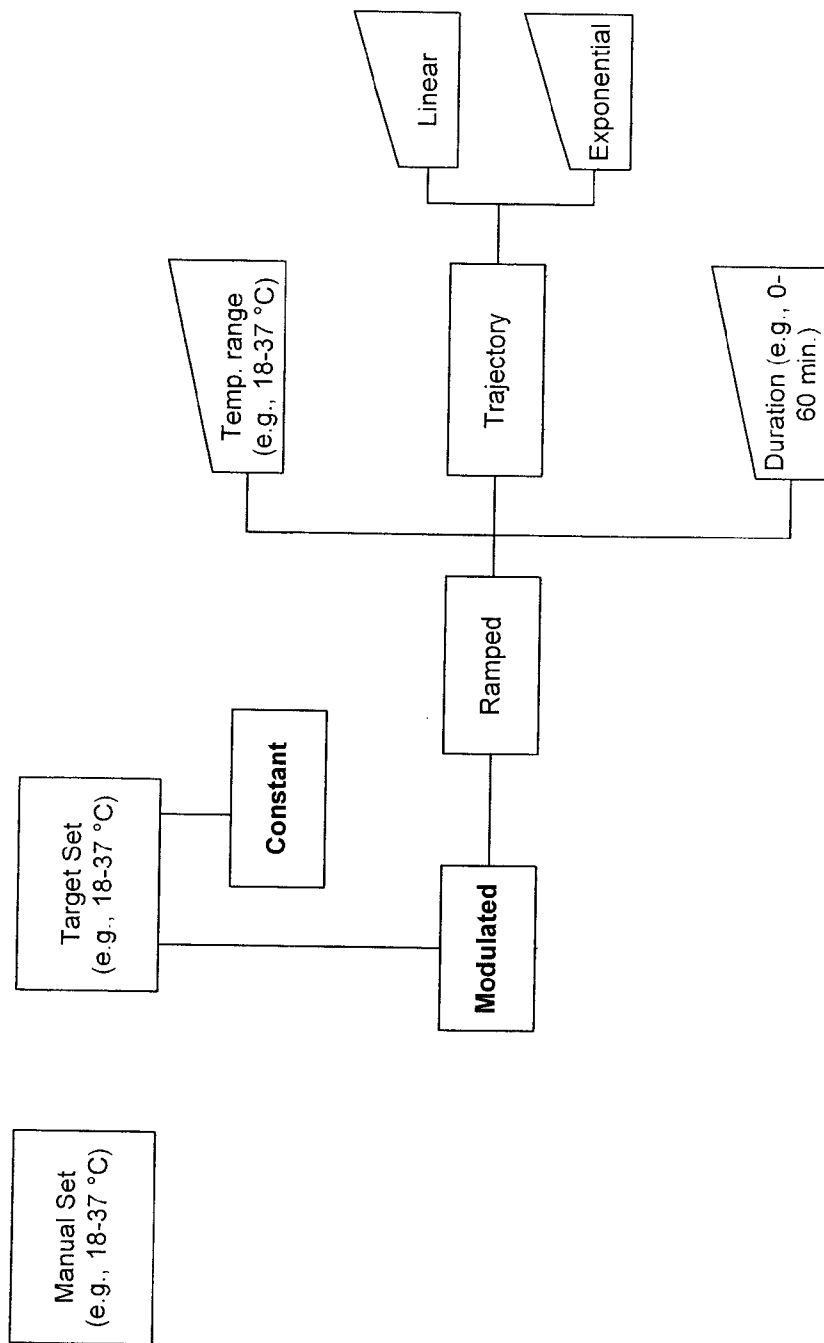 Manual Set
(e.g., 18-37 °C)
Target Set
(e.g., 18-37 °C)
Constant
Modulated
Ramped
Temp. range
(e.g., 18-37 °C)
Trajectory
Duration (e.g., 0-
60 min.)
Linear
Exponential